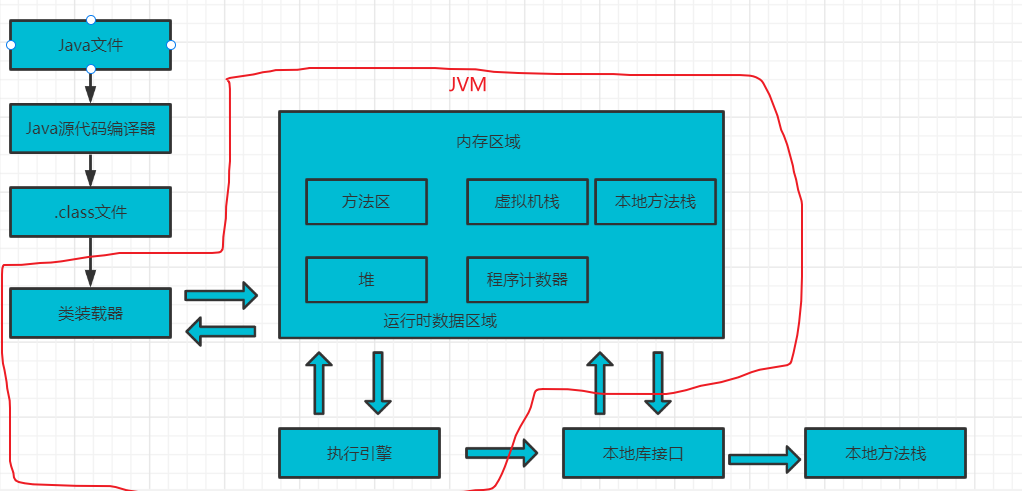 Java文件
JVM
Java源代码编译器
内存区域
方法区
虚拟机栈
本地方法栈
.class文件
堆
程序计数器
类装载器
运行时数据区域
执行引擎
本地库接口
本地方法栈